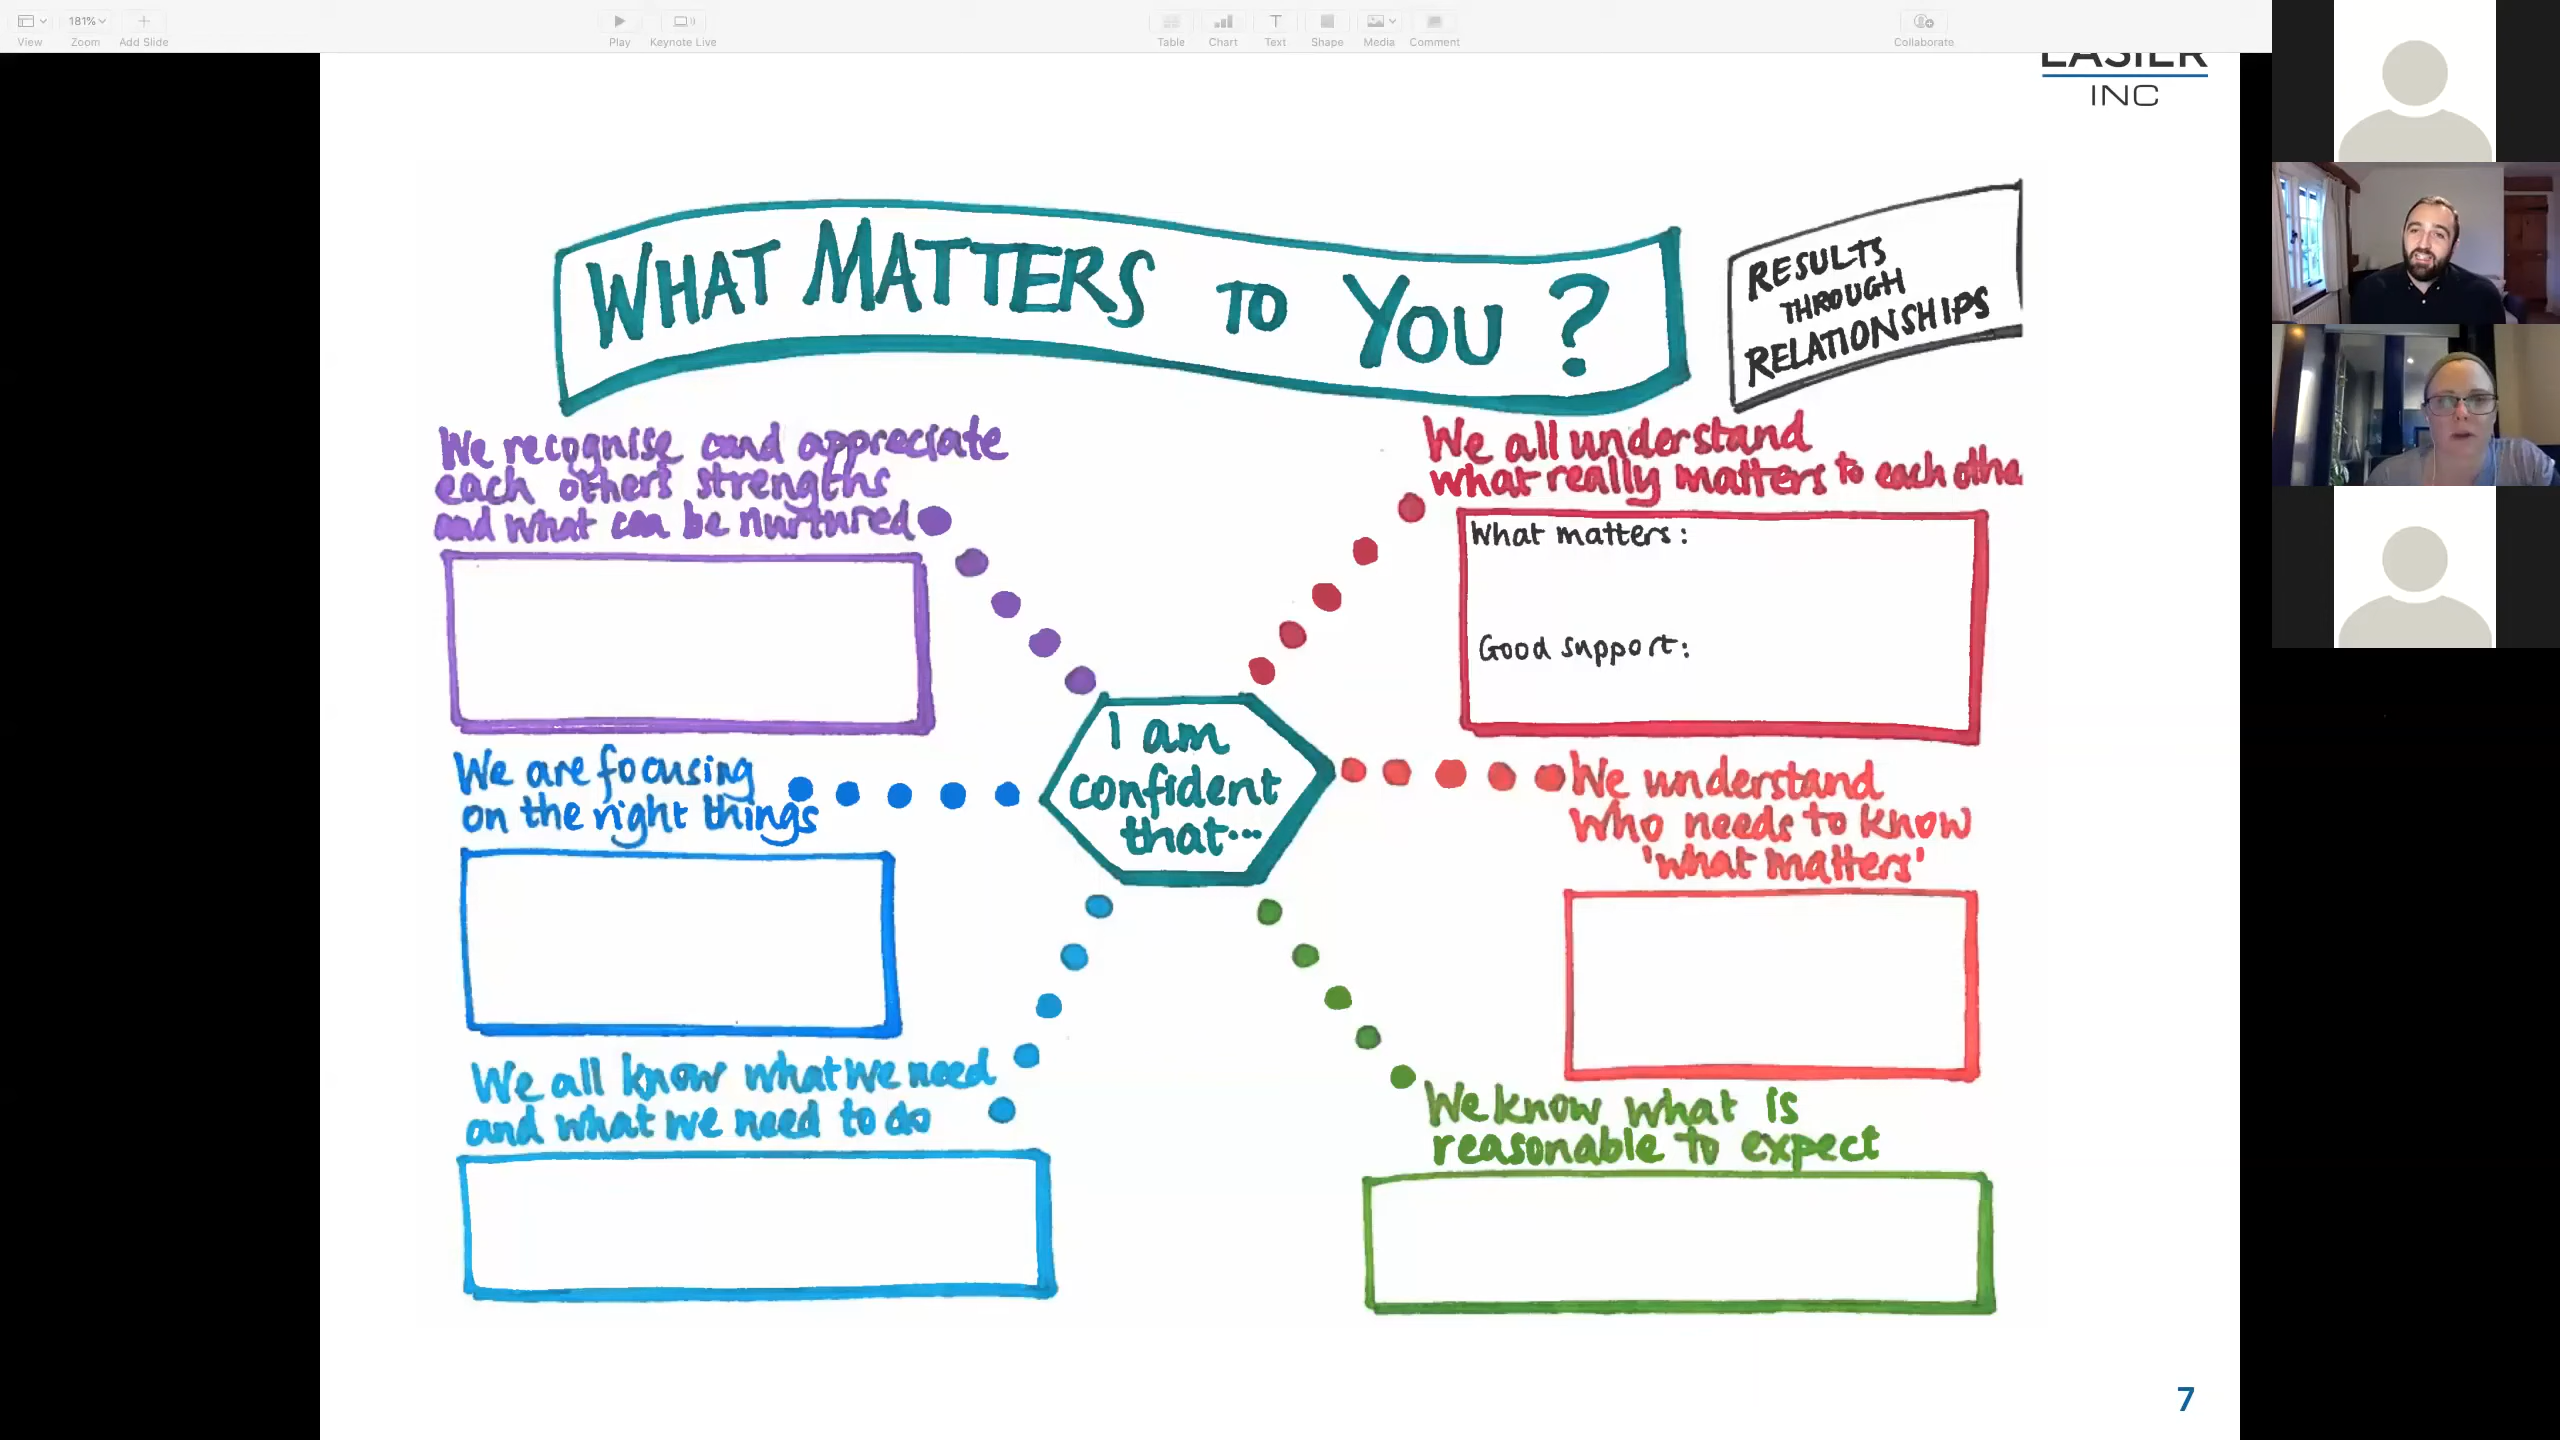 View
181%
Zoom
Add Slide
Play
Keynote Live
Table
Chart
Text
Shape
Media
Comment
Collaborate
EASIER
INC
WHAT MATTERS TO YOU?
RESULTS
THROUGH
RELATIONSHIPS
We recognise and appreciate
each others strengths
and what can be nurtured
We all understand
what really matters to each othe
What matters:
Good support:
I am
confident
that...
We are focusing
on the right things
We understand
who needs to know
'what matters'
We all know what we need
and what we need to do
We know what is
reasonable to expect
7